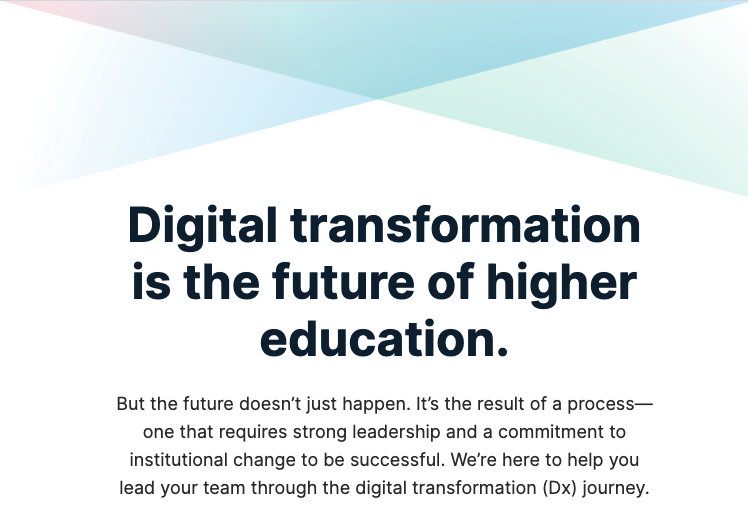 Digital transformation
is the future of higher
education.
But the future doesn’t just happen. It’s the result of a process—
one that requires strong leadership and a commitment to
institutional change to be successful. We’re here to help you
lead your team through the digital transformation (Dx) journey.